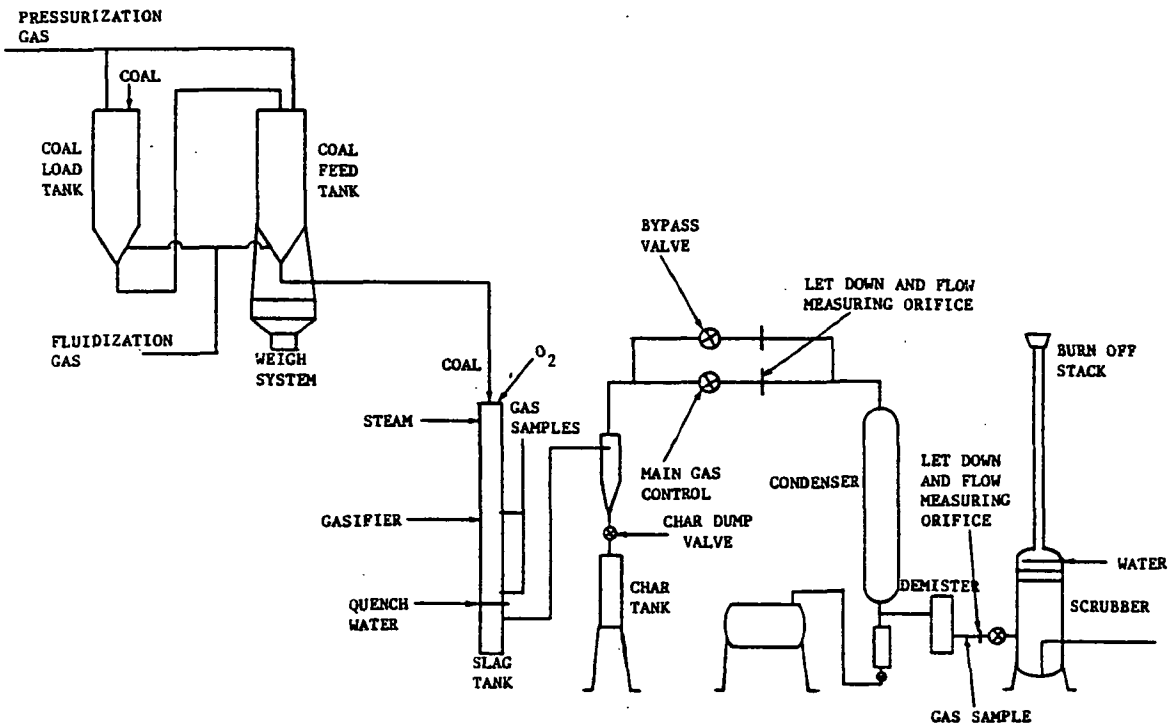 PRESSURIZATION
GAS
COAL
COAL
LOAD
TANK
COAL
FEED
TANK
FLUIDIZATION
GAS
WEIGH
SYSTEM
BYPASS
VALVE
LET DOWN AND FLOW
MEASURING ORIFICE
BURN OFF
STACK
COAL
O2
GAS
SAMPLES
STEAM
MAIN GAS
CONTROL
CONDENSER
LET DOWN
AND FLOW
MEASURING
ORIFICE
GASIFIER
CHAR DUMP
VALVE
WATER
QUENCH
WATER
CHAR
TANK
DEMISTER
SCRUBBER
SLAG
TANK
GAS SAMPLE